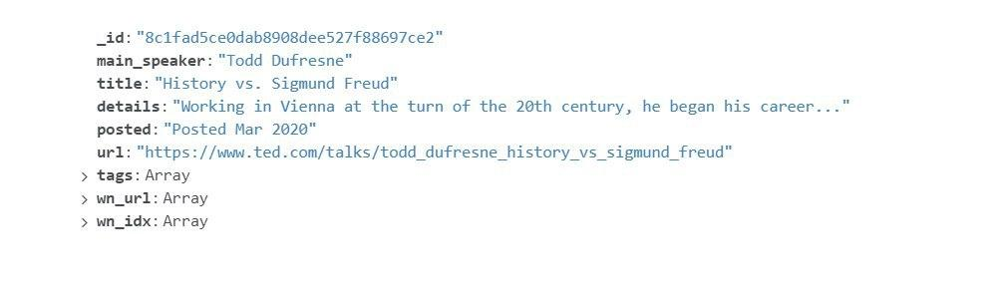 _id: "8c1fad5ce0dab8908dee527f88697ce2"
main_speaker: "Todd Dufresne"
title: "History vs. Sigmund Freud"
details: "Working in Vienna at the turn of the 20th century, he began his career..."
posted: "Posted Mar 2020"
url: "https://www.ted.com/talks/todd_dufresne_history_vs_sigmund_freud"
> tags: Array
> wn_url: Array
> wn_idx: Array